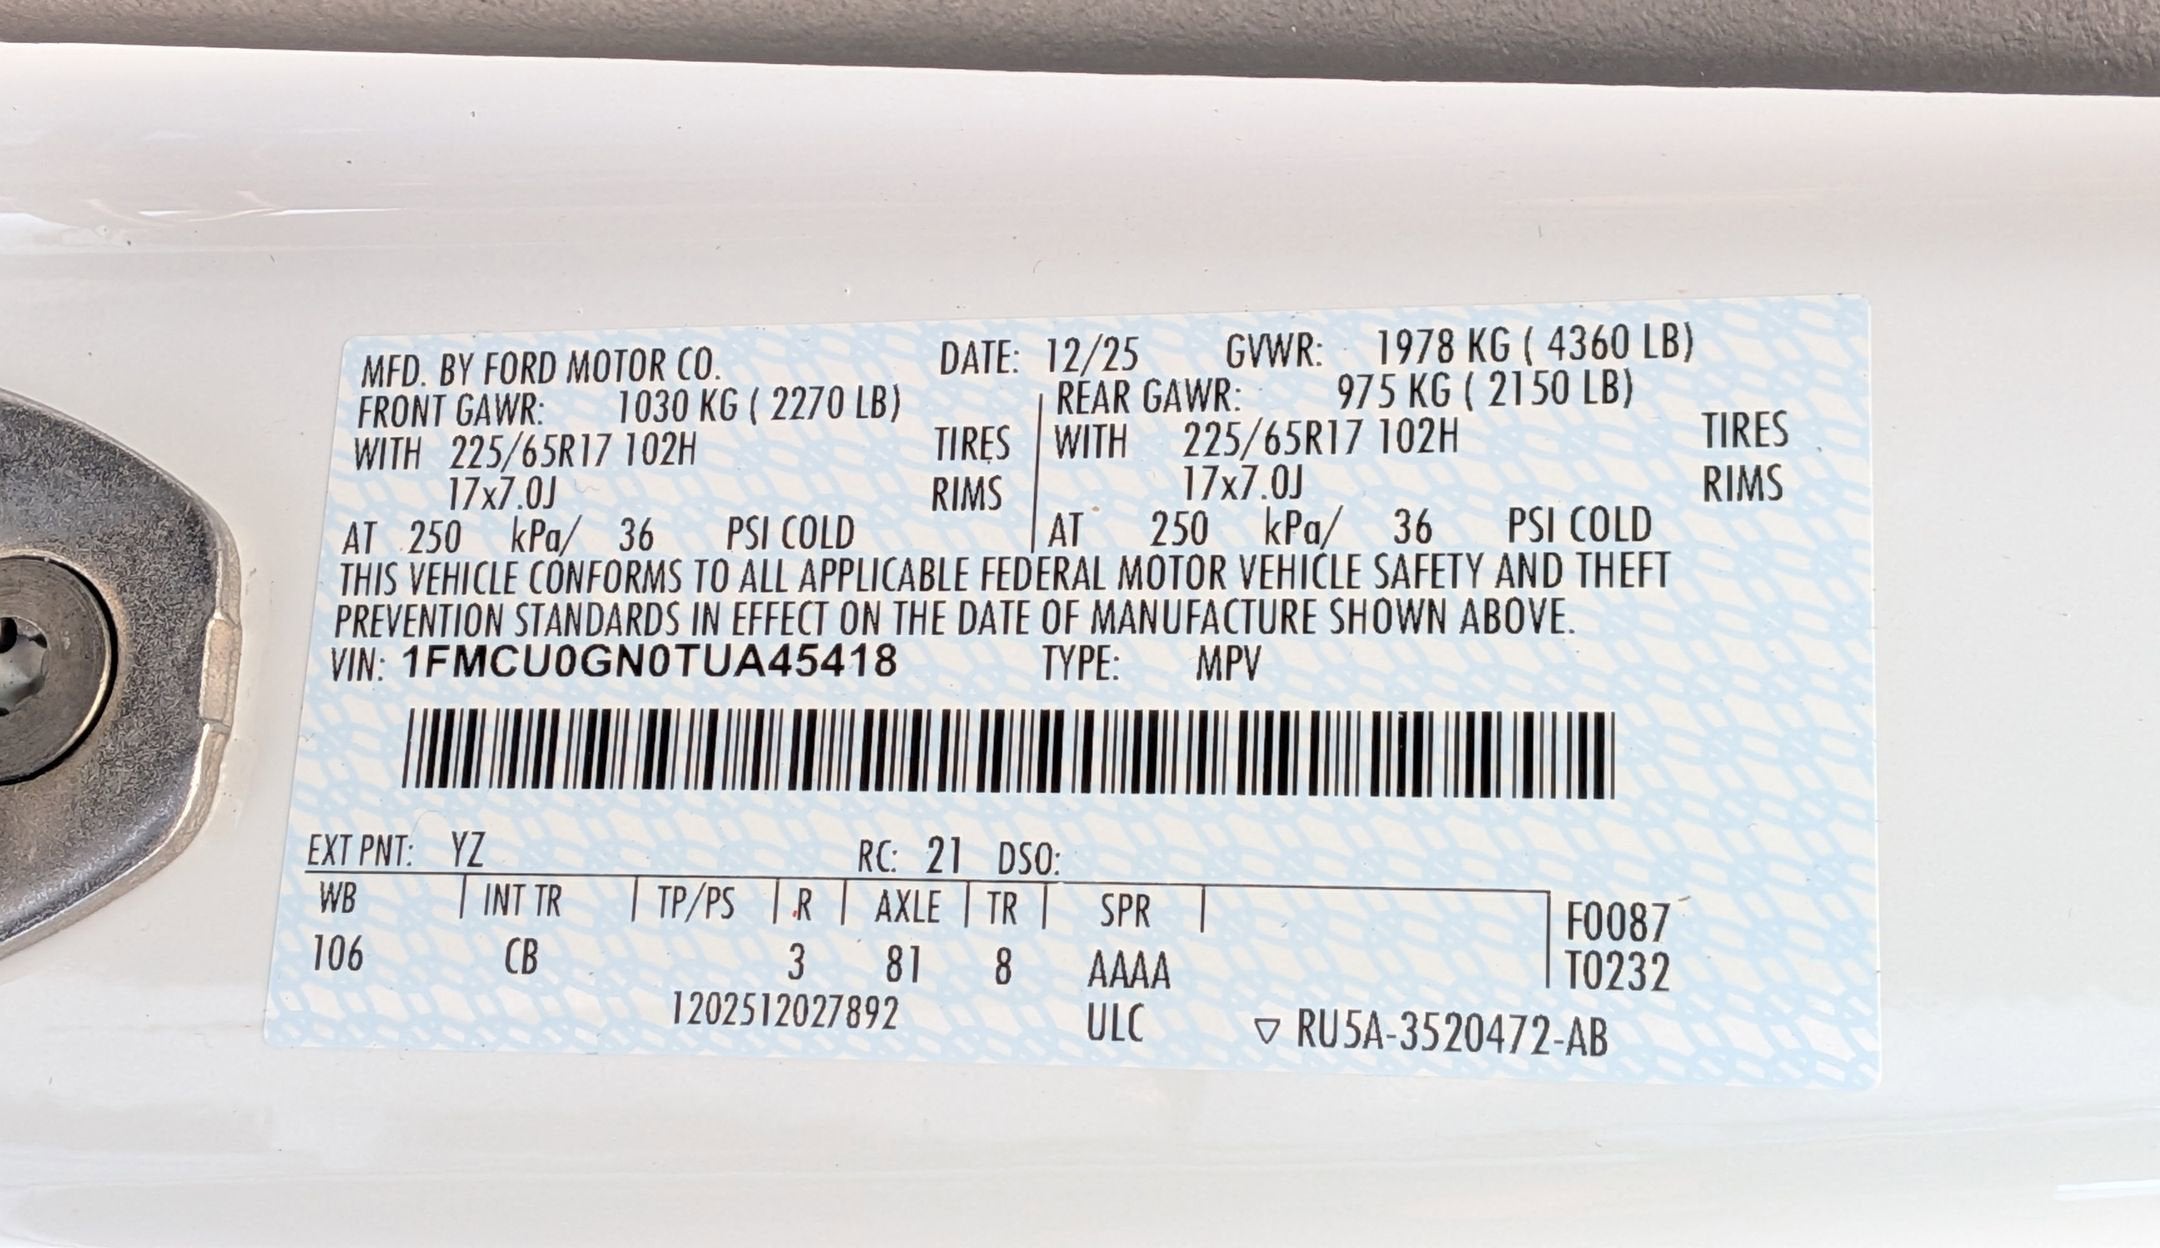 MFD. BY FORD MOTOR CO. DATE: 12/25 GVWR: 1978 KG ( 4360 LB)
FRONT GAWR: 1030 KG ( 2270 LB) REAR GAWR: 975 KG ( 2150 LB)
WITH 225/65R17 102H TIRES WITH 225/65R17 102H TIRES
17x7.0J RIMS 17x7.0J RIMS
AT 250 kPa/ 36 PSI COLD AT 250 kPa/ 36 PSI COLD
THIS VEHICLE CONFORMS TO ALL APPLICABLE FEDERAL MOTOR VEHICLE SAFETY AND THEFT
PREVENTION STANDARDS IN EFFECT ON THE DATE OF MANUFACTURE SHOWN ABOVE.
VIN: 1FMCU0GN0TUA45418 TYPE: MPV
EXT PNT: YZ RC: 21 DSO:
WB INT TR TP/PS R AXLE TR SPR F0087
106 CB 3 81 8 AAAA T0232
1202512027892 ULC ▽ RU5A-3520472-AB